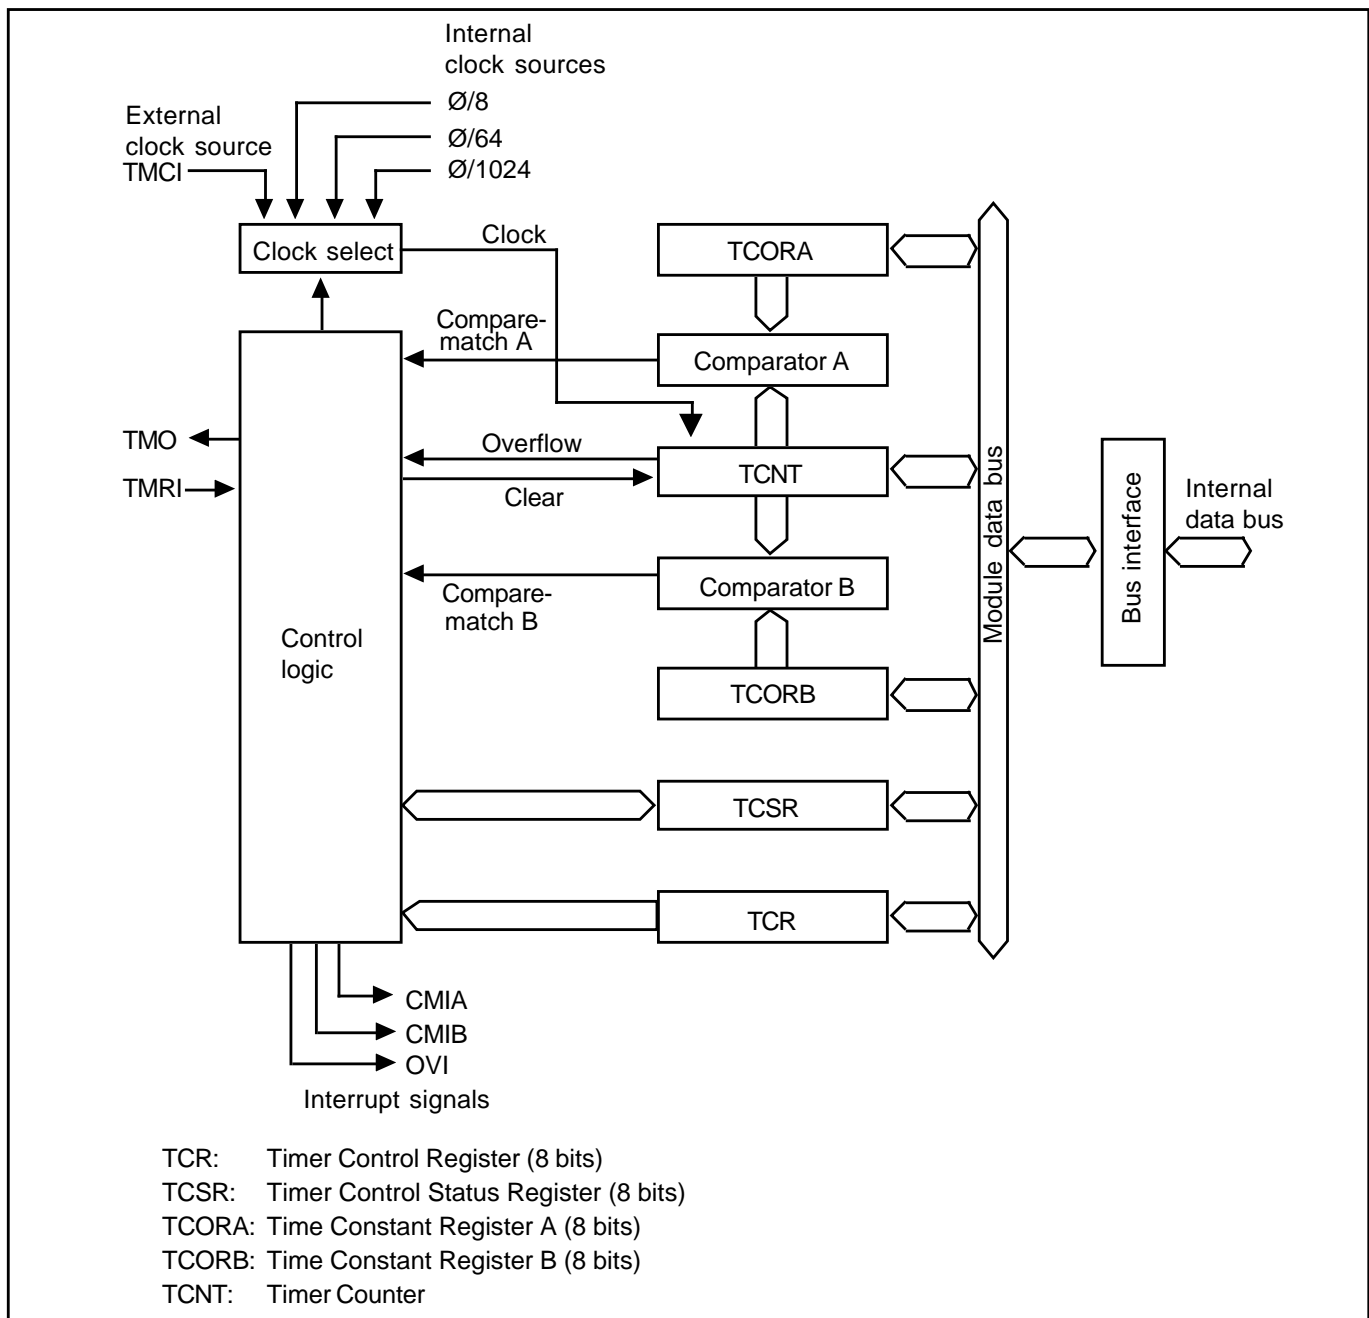 Internal
clock sources
Ø/8
External
clock source
Ø/64
TMCI
Ø/1024
Clock select
Clock
TCORA
Compare-
match A
Comparator A
TMO
Overflow
TCNT
TMRI
Clear
Module data bus
Bus interface
Internal
data bus
Compare-
match B
Comparator B
Control
logic
TCORB
TCSR
TCR
CMIA
CMIB
OVI
Interrupt signals
TCR: Timer Control Register (8 bits)
TCSR: Timer Control Status Register (8 bits)
TCORA: Time Constant Register A (8 bits)
TCORB: Time Constant Register B (8 bits)
TCNT: Timer Counter